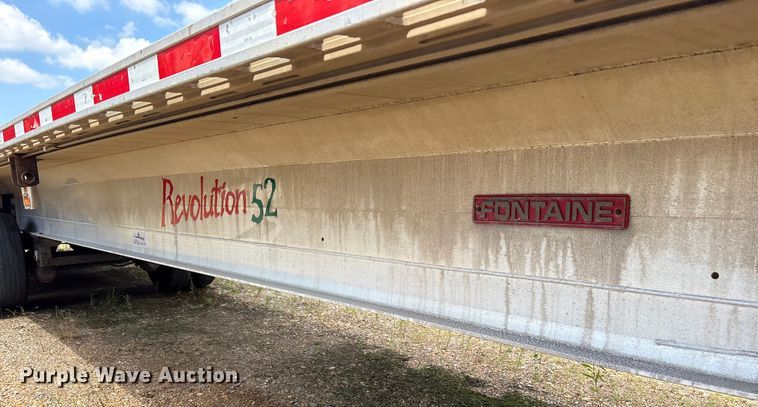 Revolution 52
FONTAINE
Purple Wave Auction